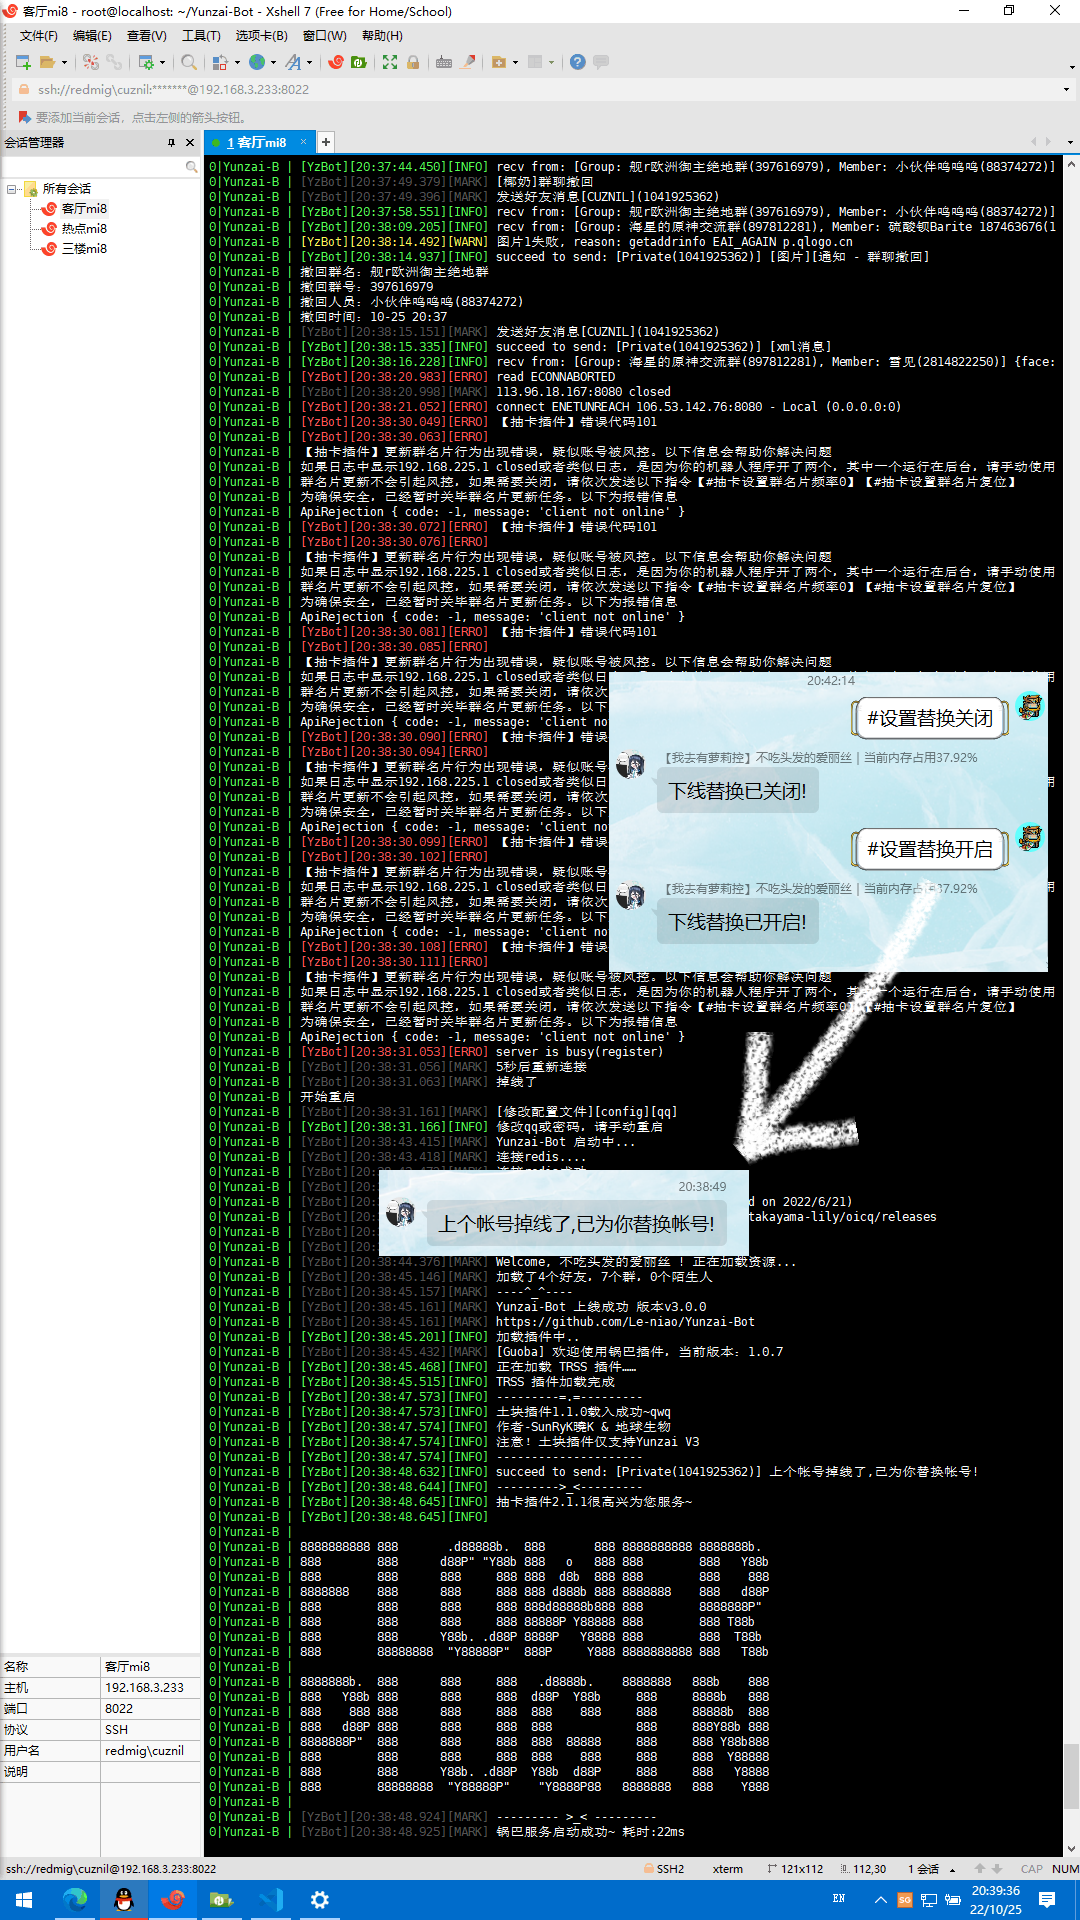 客厅mi8 - root@localhost: ~/Yunzai-Bot - Xshell 7 (Free for Home/School)
文件(F) 编辑(E) 查看(V) 工具(T) 选项卡(B) 窗口(W) 帮助(H)
ssh://redmig\cuznil:*******@192.168.3.233:8022
要添加当前会话，点击左侧的箭头按钮。
会话管理器
1 客厅mi8
所有会话
客厅mi8
热点mi8
三楼mi8
0|Yunzai-B | [YzBot][20:37:44.450][INFO] recv from: [Group: 舰r欧洲御主绝地群(397616979), Member: 小伙伴呜呜呜(88374272)]
0|Yunzai-B | [YzBot][20:37:49.379][MARK] [椰奶]群聊撤回
0|Yunzai-B | [YzBot][20:37:49.396][MARK] 发送好友消息[CUZNIL](1041925362)
0|Yunzai-B | [YzBot][20:37:58.551][INFO] recv from: [Group: 舰r欧洲御主绝地群(397616979), Member: 小伙伴呜呜呜(88374272)]
0|Yunzai-B | [YzBot][20:38:09.205][INFO] recv from: [Group: 海星的原神交流群(897812281), Member: 硫酸钡Barite 187463676(1
0|Yunzai-B | [YzBot][20:38:14.492][WARN] 图片1失败, reason: getaddrinfo EAI_AGAIN p.qlogo.cn
0|Yunzai-B | [YzBot][20:38:14.937][INFO] succeed to send: [Private(1041925362)] [图片][通知 - 群聊撤回]
0|Yunzai-B | 撤回群名：舰r欧洲御主绝地群
0|Yunzai-B | 撤回群号：397616979
0|Yunzai-B | 撤回人员：小伙伴呜呜呜(88374272)
0|Yunzai-B | 撤回时间：10-25 20:37
0|Yunzai-B | [YzBot][20:38:15.151][MARK] 发送好友消息[CUZNIL](1041925362)
0|Yunzai-B | [YzBot][20:38:15.335][INFO] succeed to send: [Private(1041925362)] [xml消息]
0|Yunzai-B | [YzBot][20:38:16.228][INFO] recv from: [Group: 海星的原神交流群(897812281), Member: 雪见(2814822250)] {face:
0|Yunzai-B | [YzBot][20:38:20.983][ERRO] read ECONNABORTED
0|Yunzai-B | [YzBot][20:38:20.998][MARK] 113.96.18.167:8080 closed
0|Yunzai-B | [YzBot][20:38:21.052][ERRO] connect ENETUNREACH 106.53.142.76:8080 - Local (0.0.0.0:0)
0|Yunzai-B | [YzBot][20:38:30.049][ERRO] 【抽卡插件】错误代码101
0|Yunzai-B | [YzBot][20:38:30.063][ERRO]
0|Yunzai-B | 【抽卡插件】更新群名片行为出现错误，疑似账号被风控。以下信息会帮助你解决问题
0|Yunzai-B | 如果日志中显示192.168.225.1 closed或者类似日志，是因为你的机器人程序开了两个，其中一个运行在后台，请手动使用
0|Yunzai-B | 群名片更新不会引起风控，如果需要关闭，请依次发送以下指令【#抽卡设置群名片频率0】【#抽卡设置群名片复位】
0|Yunzai-B | 为确保安全，已经暂时关毕群名片更新任务。以下为报错信息
0|Yunzai-B | ApiRejection { code: -1, message: 'client not online' }
0|Yunzai-B | [YzBot][20:38:30.072][ERRO] 【抽卡插件】错误代码101
0|Yunzai-B | [YzBot][20:38:30.076][ERRO]
0|Yunzai-B | 【抽卡插件】更新群名片行为出现错误，疑似账号被风控。以下信息会帮助你解决问题
0|Yunzai-B | 如果日志中显示192.168.225.1 closed或者类似日志，是因为你的机器人程序开了两个，其中一个运行在后台，请手动使用
0|Yunzai-B | 群名片更新不会引起风控，如果需要关闭，请依次发送以下指令【#抽卡设置群名片频率0】【#抽卡设置群名片复位】
0|Yunzai-B | 为确保安全，已经暂时关毕群名片更新任务。以下为报错信息
0|Yunzai-B | ApiRejection { code: -1, message: 'client not online' }
0|Yunzai-B | [YzBot][20:38:30.081][ERRO] 【抽卡插件】错误代码101
0|Yunzai-B | [YzBot][20:38:30.085][ERRO]
0|Yunzai-B | 【抽卡插件】更新群名片行为出现错误，疑似账号被风控。以下信息会帮助你解决问题
0|Yunzai-B | 如果日志中显示192.168.225.1 closed或者类似日
0|Yunzai-B | 群名片更新不会引起风控，如果需要关闭，请依次
0|Yunzai-B | 为确保安全，已经暂时关毕群名片更新任务。以下
0|Yunzai-B | ApiRejection { code: -1, message: 'client not
0|Yunzai-B | [YzBot][20:38:30.090][ERRO] 【抽卡插件】错误
0|Yunzai-B | [YzBot][20:38:30.094][ERRO]
0|Yunzai-B | 【抽卡插件】更新群名片行为出现错误，疑似账号
0|Yunzai-B | 如果日志中显示192.168.225.1 closed或者类似日
0|Yunzai-B | 群名片更新不会引起风控，如果需要关闭，请依次
0|Yunzai-B | 为确保安全，已经暂时关毕群名片更新任务。以下
0|Yunzai-B | ApiRejection { code: -1, message: 'client not
0|Yunzai-B | [YzBot][20:38:30.099][ERRO] 【抽卡插件】错误
0|Yunzai-B | [YzBot][20:38:30.102][ERRO]
0|Yunzai-B | 【抽卡插件】更新群名片行为出现错误，疑似账号
0|Yunzai-B | 如果日志中显示192.168.225.1 closed或者类似日
0|Yunzai-B | 群名片更新不会引起风控，如果需要关闭，请依次
0|Yunzai-B | 为确保安全，已经暂时关毕群名片更新任务。以下
0|Yunzai-B | ApiRejection { code: -1, message: 'client not
0|Yunzai-B | [YzBot][20:38:30.108][ERRO] 【抽卡插件】错误
0|Yunzai-B | [YzBot][20:38:30.111][ERRO]
20:42:14
#设置替换关闭
【我去有萝莉控】不吃头发的爱丽丝 | 当前内存占用37.92%
下线替换已关闭!
#设置替换开启
【我去有萝莉控】不吃头发的爱丽丝 | 当前内存占 37.92%
下线替换已开启!
0|Yunzai-B | 【抽卡插件】更新群名片行为出现错误，疑似账号被风控。以下信息会帮助你解决问题
0|Yunzai-B | 如果日志中显示192.168.225.1 closed或者类似日志，是因为你的机器人程序开了两个，其 一个运行在后台，请手动使用
0|Yunzai-B | 群名片更新不会引起风控，如果需要关闭，请依次发送以下指令【#抽卡设置群名片频率0 【#抽卡设置群名片复位】
0|Yunzai-B | 为确保安全，已经暂时关毕群名片更新任务。以下为报错信息
0|Yunzai-B | ApiRejection { code: -1, message: 'client not online' }
0|Yunzai-B | [YzBot][20:38:31.053][ERRO] server is busy(register)
0|Yunzai-B | [YzBot][20:38:31.056][MARK] 5秒后重新连接
0|Yunzai-B | [YzBot][20:38:31.063][MARK] 掉线了
0|Yunzai-B | 开始重启
0|Yunzai-B | [YzBot][20:38:31.161][MARK] [修改配置文件][config][qq]
0|Yunzai-B | [YzBot][20:38:31.166][INFO] 修改qq或密码，请手动重启
0|Yunzai-B | [YzBot][20:38:43.415][MARK] Yunzai-Bot 启动中...
0|Yunzai-B | [YzBot][20:38:43.418][MARK] 连接redis....
0|Yunzai-B |
0|Yunzai-B |
0|Yunzai-B | d on 2022/6/21)
0|Yunzai-B | takayama-lily/oicq/releases
20:38:49
上个帐号掉线了,已为你替换帐号!
0|Yunzai-B | [YzBot][20:38:44.376][MARK] Welcome, 不吃头发的爱丽丝 ! 正在加载资源...
0|Yunzai-B | [YzBot][20:38:45.146][MARK] 加载了4个好友，7个群，0个陌生人
0|Yunzai-B | [YzBot][20:38:45.157][MARK] ----^_^----
0|Yunzai-B | [YzBot][20:38:45.161][MARK] Yunzai-Bot 上线成功 版本v3.0.0
0|Yunzai-B | [YzBot][20:38:45.161][MARK] https://github.com/Le-niao/Yunzai-Bot
0|Yunzai-B | [YzBot][20:38:45.201][INFO] 加载插件中..
0|Yunzai-B | [YzBot][20:38:45.432][MARK] [Guoba] 欢迎使用锅巴插件，当前版本：1.0.7
0|Yunzai-B | [YzBot][20:38:45.468][INFO] 正在加载 TRSS 插件……
0|Yunzai-B | [YzBot][20:38:45.515][INFO] TRSS 插件加载完成
0|Yunzai-B | [YzBot][20:38:47.573][INFO] ---------=.=---------
0|Yunzai-B | [YzBot][20:38:47.573][INFO] 土块插件1.1.0载入成功~qwq
0|Yunzai-B | [YzBot][20:38:47.574][INFO] 作者-SunRyK曉K & 地球生物
0|Yunzai-B | [YzBot][20:38:47.574][INFO] 注意! 土块插件仅支持Yunzai V3
0|Yunzai-B | [YzBot][20:38:47.574][INFO] ---------------------
0|Yunzai-B | [YzBot][20:38:48.632][INFO] succeed to send: [Private(1041925362)] 上个帐号掉线了,已为你替换帐号!
0|Yunzai-B | [YzBot][20:38:48.644][INFO] --------->_<---------
0|Yunzai-B | [YzBot][20:38:48.645][INFO] 抽卡插件2.1.1很高兴为您服务~
0|Yunzai-B | [YzBot][20:38:48.645][INFO]
FLOWER
PLUGIN
0|Yunzai-B | [YzBot][20:38:48.924][MARK] --------- >_< ---------
0|Yunzai-B | [YzBot][20:38:48.925][MARK] 锅巴服务启动成功~ 耗时:22ms
名称 客厅mi8
主机 192.168.3.233
端口 8022
协议 SSH
用户名 redmig\cuznil
说明
ssh://redmig\cuznil@192.168.3.233:8022 SSH2 xterm 121x112 112,30 1 会话 CAP NUM
EN
20:39:36
22/10/25